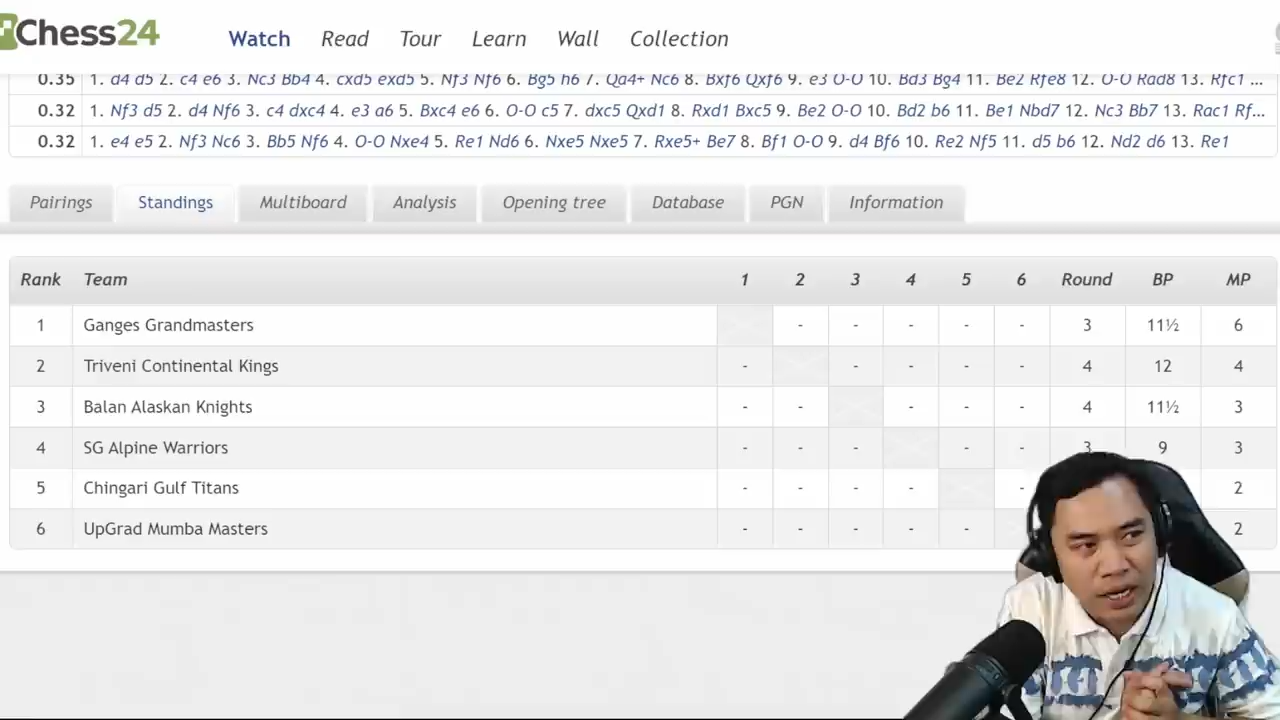 Chess24 Watch Read Tour Learn Wall Collection
0.35 1. d4 d5 2. c4 e6 3. Nc3 Bb4 4. cxd5 exd5 5. Nf3 Nf6 6. Bg5 h6 7. Qa4+ Nc6 8. Bxf6 Qxf6 9. e3 O-O 10. Bd3 Bg4 11. Be2 Rfe8 12. O-O Rad8 13. Rfc1 ...
0.32 1. Nf3 d5 2. d4 Nf6 3. c4 dxc4 4. e3 a6 5. Bxc4 e6 6. O-O c5 7. dxc5 Qxd1 8. Rxd1 Bxc5 9. Be2 O-O 10. Bd2 b6 11. Be1 Nbd7 12. Nc3 Bb7 13. Rac1 Rf...
0.32 1. e4 e5 2. Nf3 Nc6 3. Bb5 Nf6 4. O-O Nxe4 5. Re1 Nd6 6. Nxe5 Nxe5 7. Rxe5+ Be7 8. Bf1 O-O 9. d4 Bf6 10. Re2 Nf5 11. d5 b6 12. Nd2 d6 13. Re1
Pairings Standings Multiboard Analysis Opening tree Database PGN Information
Rank Team 1 2 3 4 5 6 Round BP MP
1 Ganges Grandmasters - - - - - 3 11½ 6
2 Triveni Continental Kings - - - - - 4 12 4
3 Balan Alaskan Knights - - - - - 4 11½ 3
4 SG Alpine Warriors - - - - - 3 9 3
5 Chingari Gulf Titans - - - - - 2
6 UpGrad Mumba Masters - - - - - 2